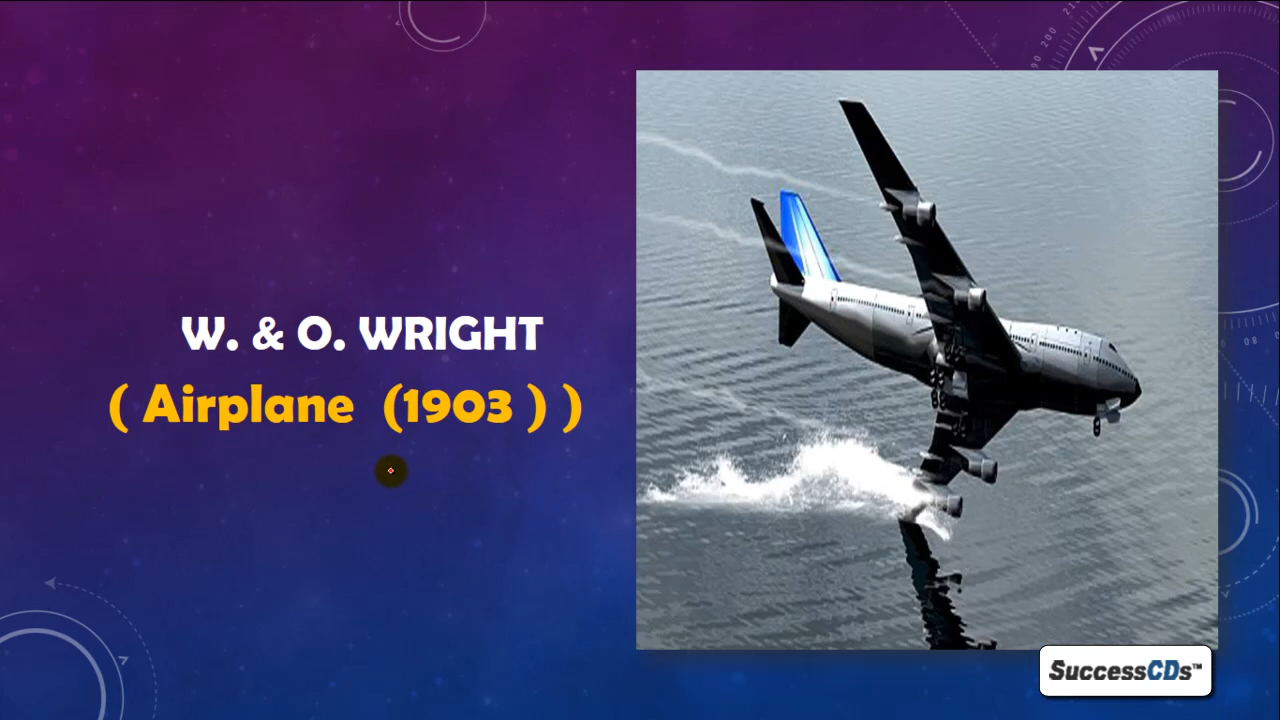 W. & O. WRIGHT
( Airplane (1903 ) )
SuccessCDs™